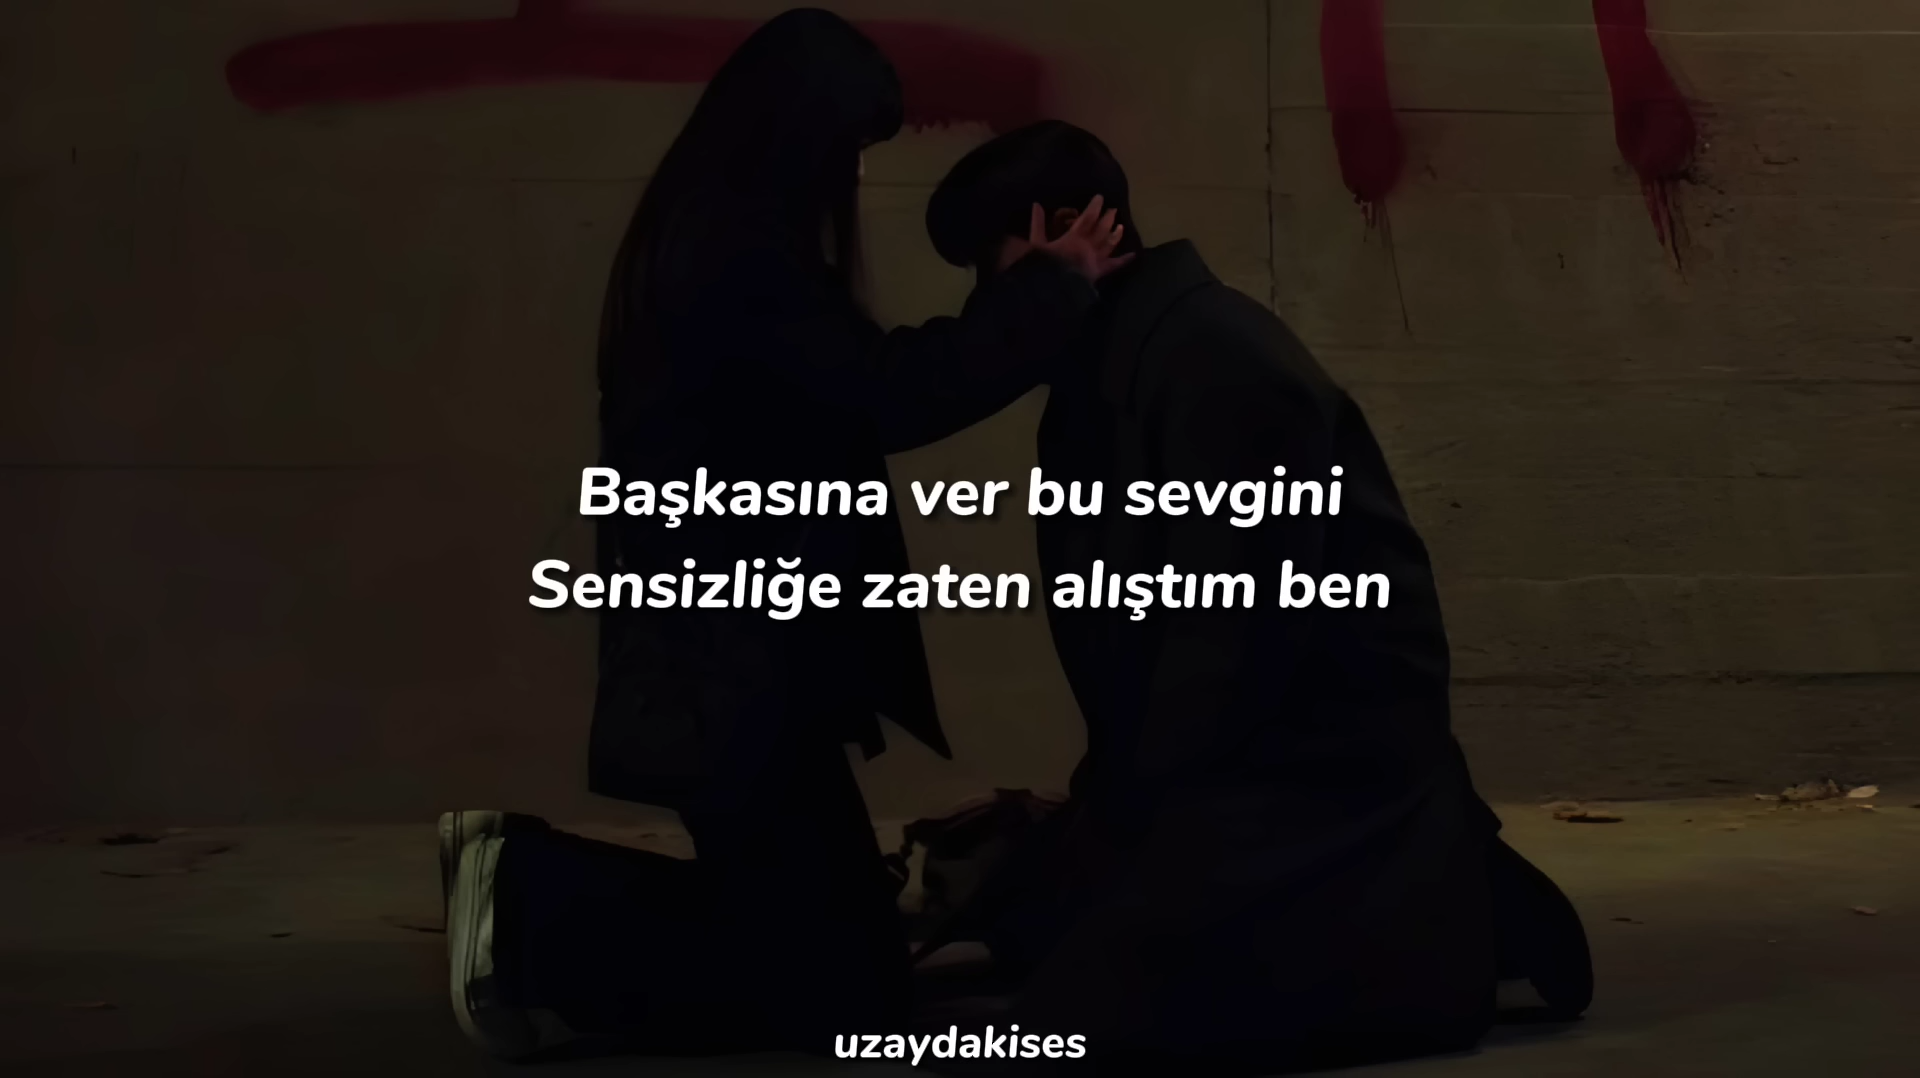 Başkasına ver bu sevgini
Sensizliğe zaten alıştım ben
uzaydakises